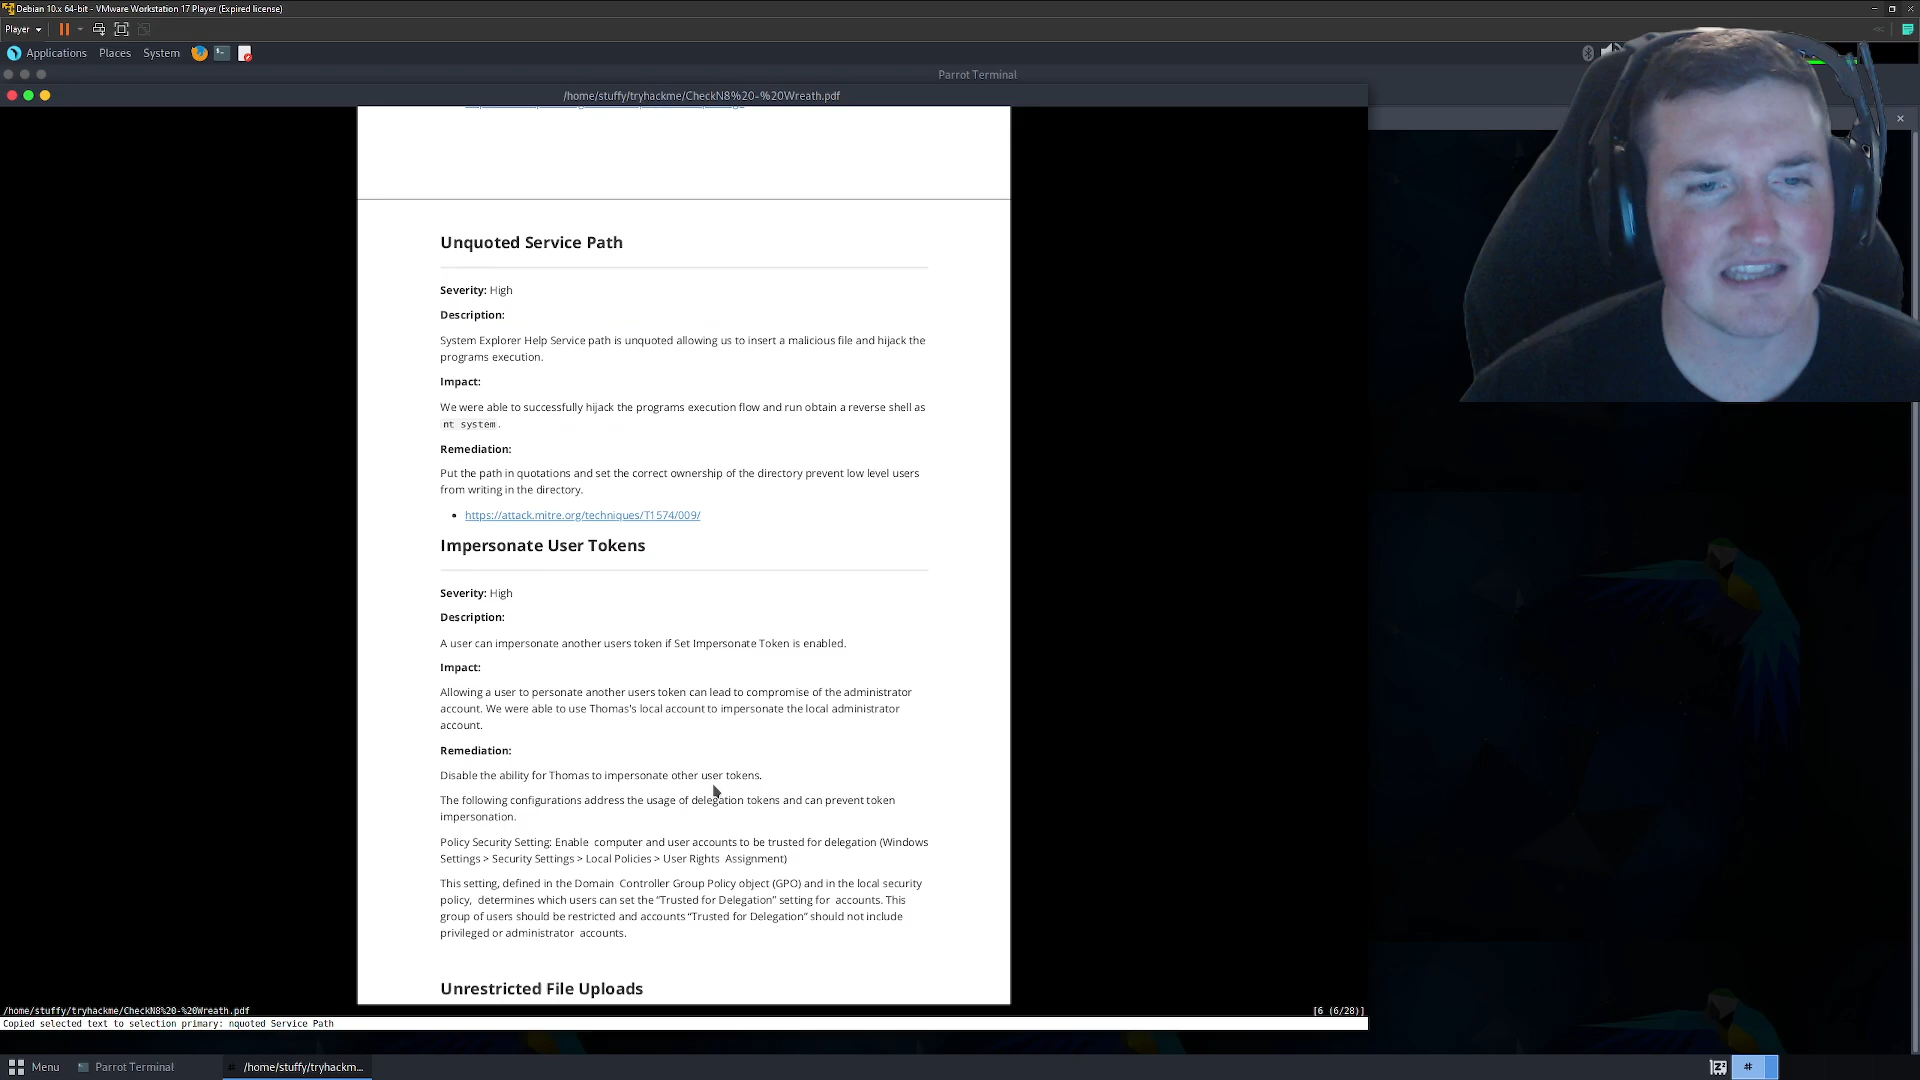 Debian 10.x 64-bit - VMware Workstation 17 Player (Expired license)
Player
Applications Places System
Parrot Terminal
/home/stuffy/tryhackme/CheckN8%20-%20Wreath.pdf
Unquoted Service Path
Severity: High
Description:
System Explorer Help Service path is unquoted allowing us to insert a malicious file and hijack the
programs execution.
Impact:
We were able to successfully hijack the programs execution flow and run obtain a reverse shell as
nt system.
Remediation:
Put the path in quotations and set the correct ownership of the directory prevent low level users
from writing in the directory.
https://attack.mitre.org/techniques/T1574/009/
Impersonate User Tokens
Severity: High
Description:
A user can impersonate another users token if Set Impersonate Token is enabled.
Impact:
Allowing a user to personate another users token can lead to compromise of the administrator
account. We were able to use Thomas's local account to impersonate the local administrator
account.
Remediation:
Disable the ability for Thomas to impersonate other user tokens.
The following configurations address the usage of delegation tokens and can prevent token
impersonation.
Policy Security Setting: Enable computer and user accounts to be trusted for delegation (Windows
Settings > Security Settings > Local Policies > User Rights Assignment)
This setting, defined in the Domain Controller Group Policy object (GPO) and in the local security
policy, determines which users can set the “Trusted for Delegation” setting for accounts. This
group of users should be restricted and accounts “Trusted for Delegation” should not include
privileged or administrator accounts.
Unrestricted File Uploads
/home/stuffy/tryhackme/CheckN8%20-%20Wreath.pdf [6 (6/28)]
Copied selected text to selection primary: nquoted Service Path
Menu Parrot Terminal /home/stuffy/tryhackm...